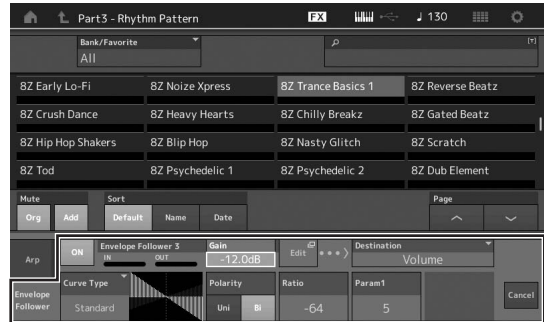 Part3 - Rhythm Pattern FX ♩ 130
Bank/Favorite
All
8Z Early Lo-Fi 8Z Noize Xpress 8Z Trance Basics 1 8Z Reverse Beatz
8Z Crush Dance 8Z Heavy Hearts 8Z Chilly Breakz 8Z Gated Beatz
8Z Hip Hop Shakers 8Z Blip Hop 8Z Nasty Glitch 8Z Scratch
8Z Tod 8Z Psychedelic 1 8Z Psychedelic 2 8Z Dub Element
Mute Sort Page
Org Add Default Name Date
Arp ON Envelope Follower 3 Gain Edit Destination
IN OUT -12.0dB Volume
Envelope Follower Curve Type Polarity Ratio Param1 Cancel
Standard Uni Bi -64 5